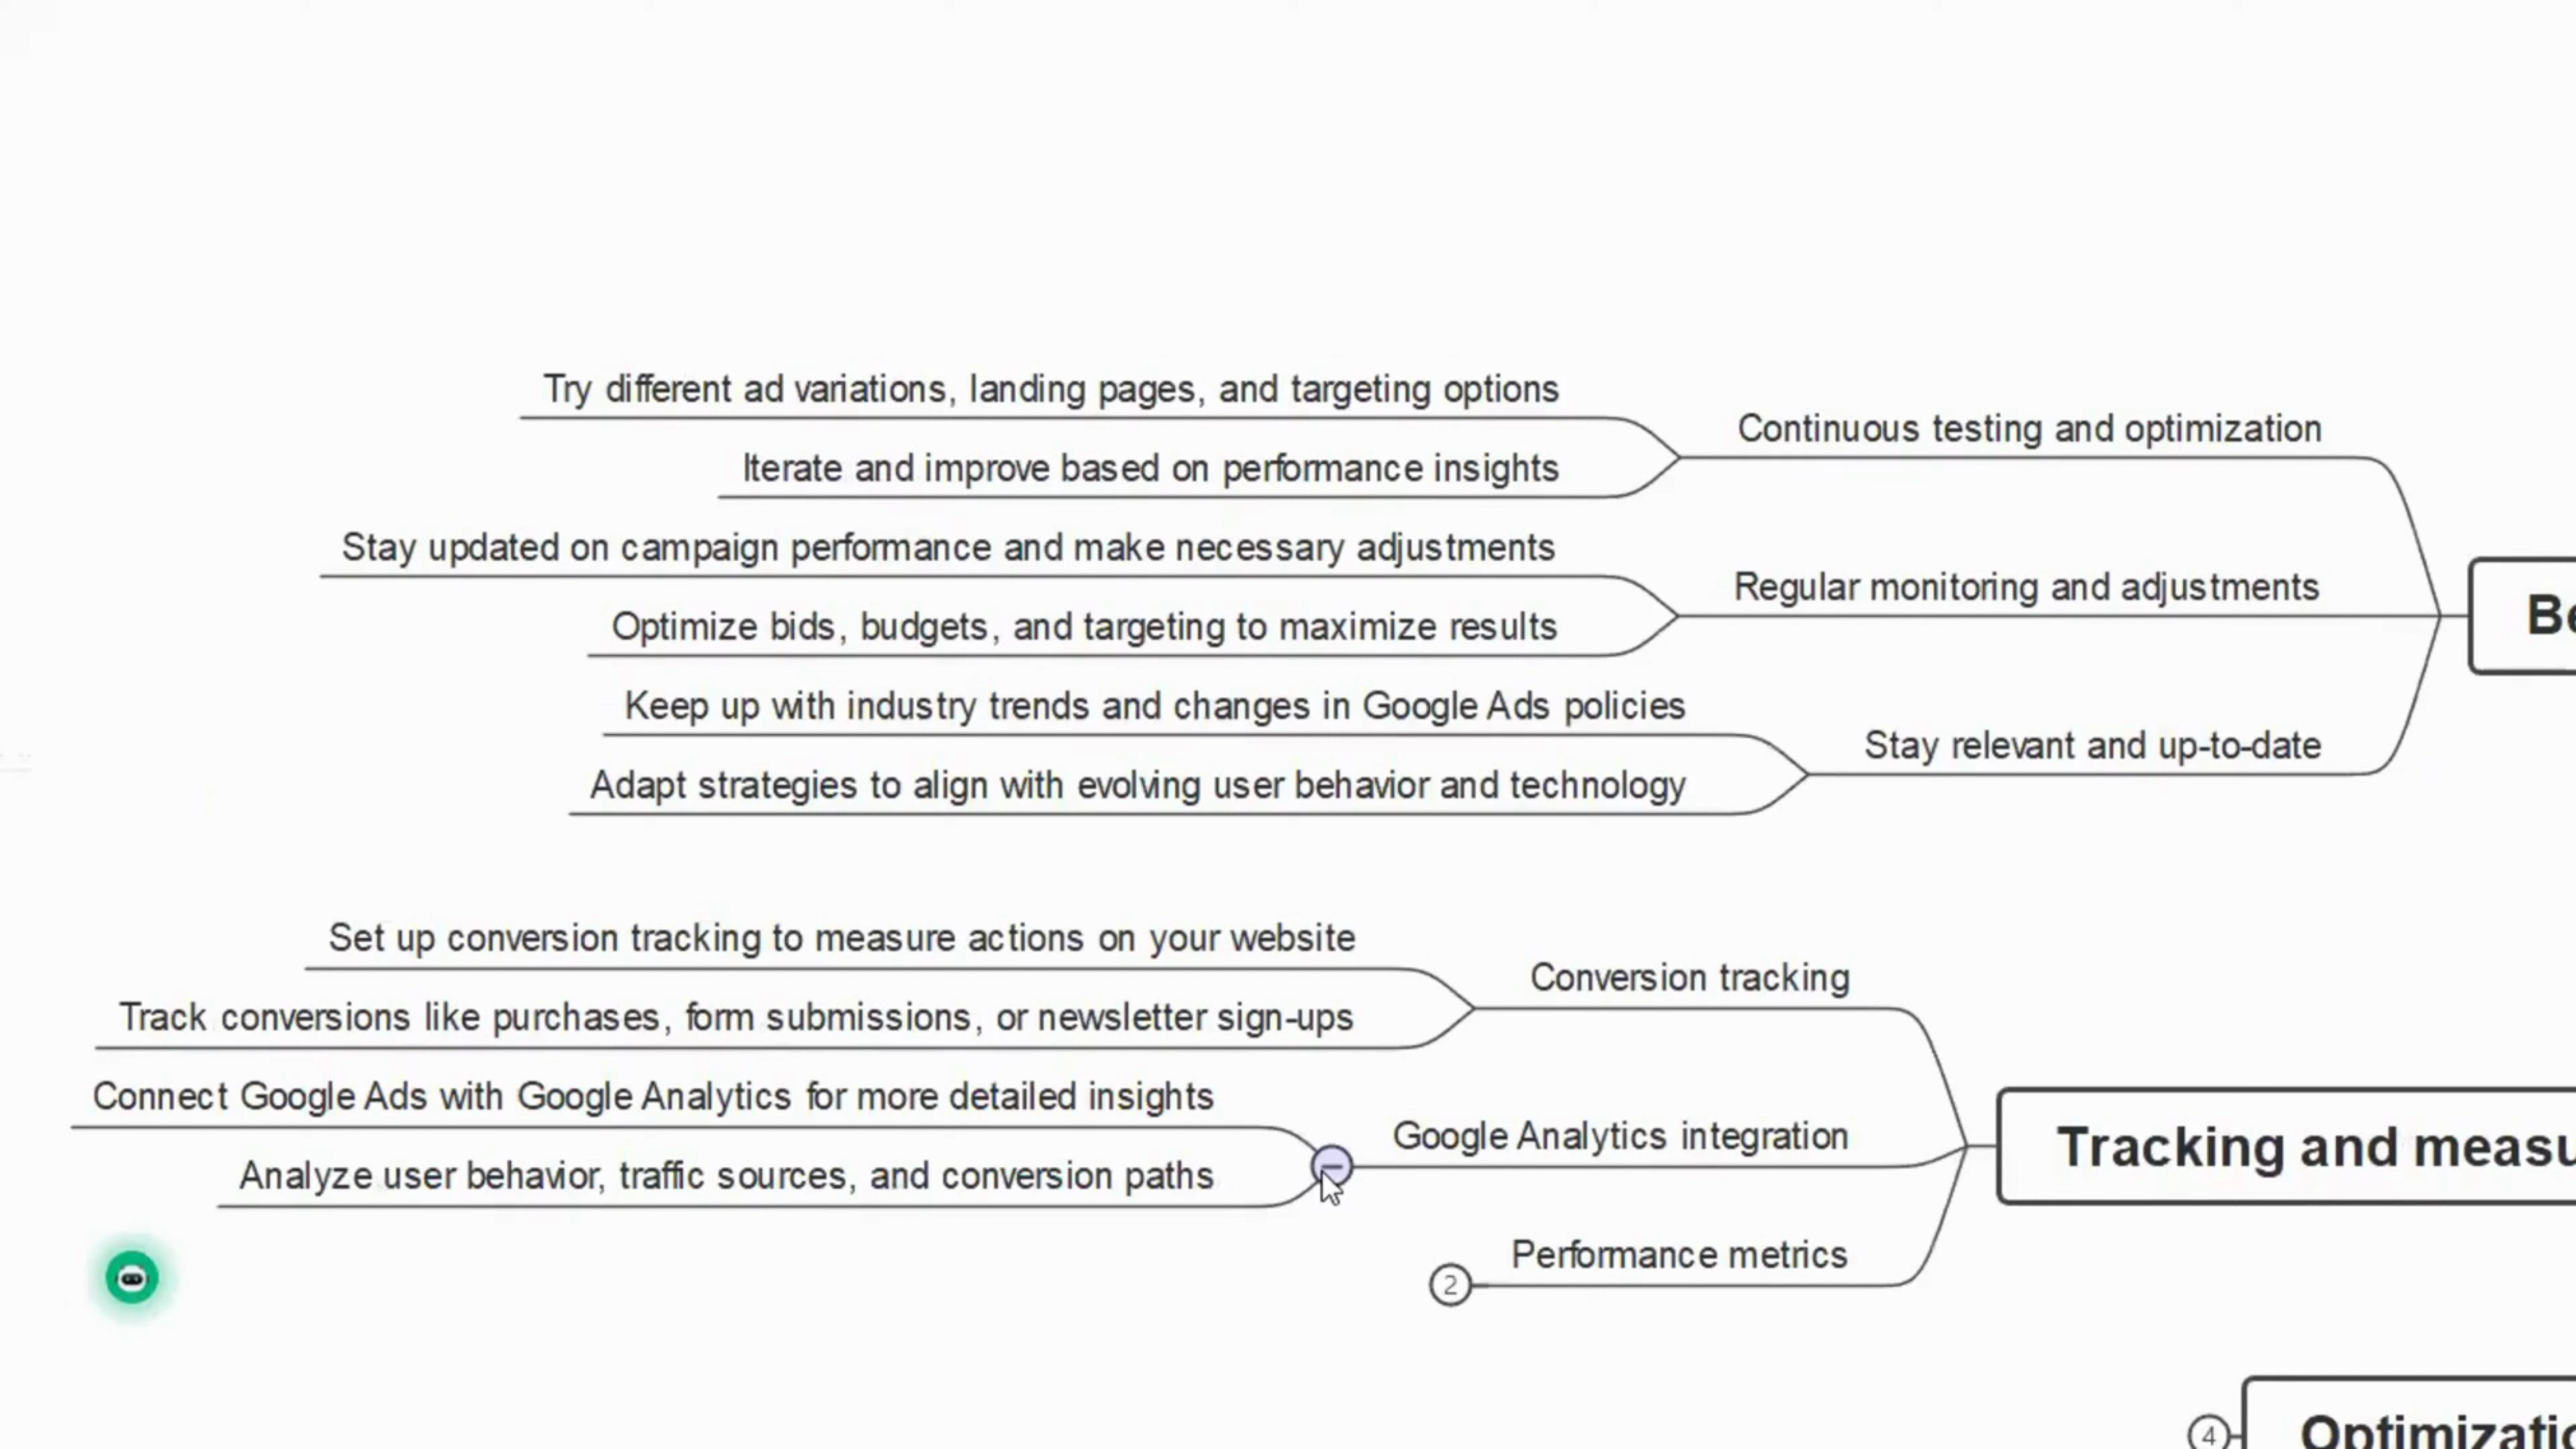 Try different ad variations, landing pages, and targeting options
Iterate and improve based on performance insights
Continuous testing and optimization
Stay updated on campaign performance and make necessary adjustments
Optimize bids, budgets, and targeting to maximize results
Regular monitoring and adjustments
Be
Keep up with industry trends and changes in Google Ads policies
Adapt strategies to align with evolving user behavior and technology
Stay relevant and up-to-date
Set up conversion tracking to measure actions on your website
Track conversions like purchases, form submissions, or newsletter sign-ups
Conversion tracking
Connect Google Ads with Google Analytics for more detailed insights
Analyze user behavior, traffic sources, and conversion paths
Google Analytics integration
Tracking and measu
Performance metrics
2
4
Optimizatio